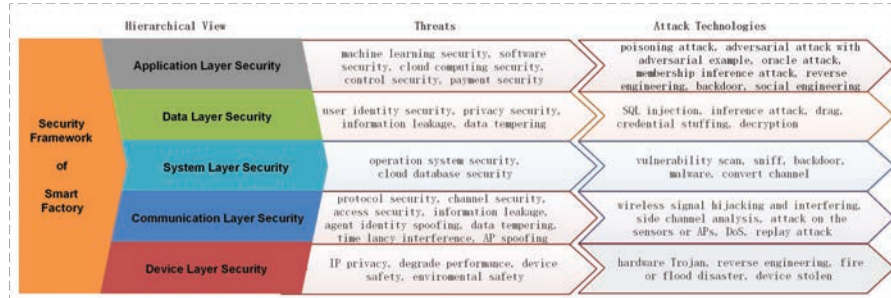 Hierarchical View
Threats
Attack Technologies
Security
Framework
of
Smart
Factory
Application Layer Security
machine learning security, software
security, cloud computing security,
control security, payment security
poisoning attack, adversarial attack with
adversarial example, oracle attack,
membership inference attack, reverse
engineering, backdoor, social engineering
Data Layer Security
user identity security, privacy security,
information leakage, data tempering
SQL injection, inference attack, drag,
credential stuffing, decryption
System Layer Security
operation system security,
cloud database security
vulnerability scan, sniff, backdoor,
malware, convert channel
Communication Layer Security
protocol security, channel security,
access security, information leakage,
agent identity spoofing, data tempering,
time lancy interference, AP spoofing
wireless signal hijacking and interfering,
side channel analysis, attack on the
sensors or APs, DoS, replay attack
Device Layer Security
IP privacy, degrade performance, device
safety, enviromental safety
hardware Trojan, reverse engineering, fire
or flood disaster, device stolen